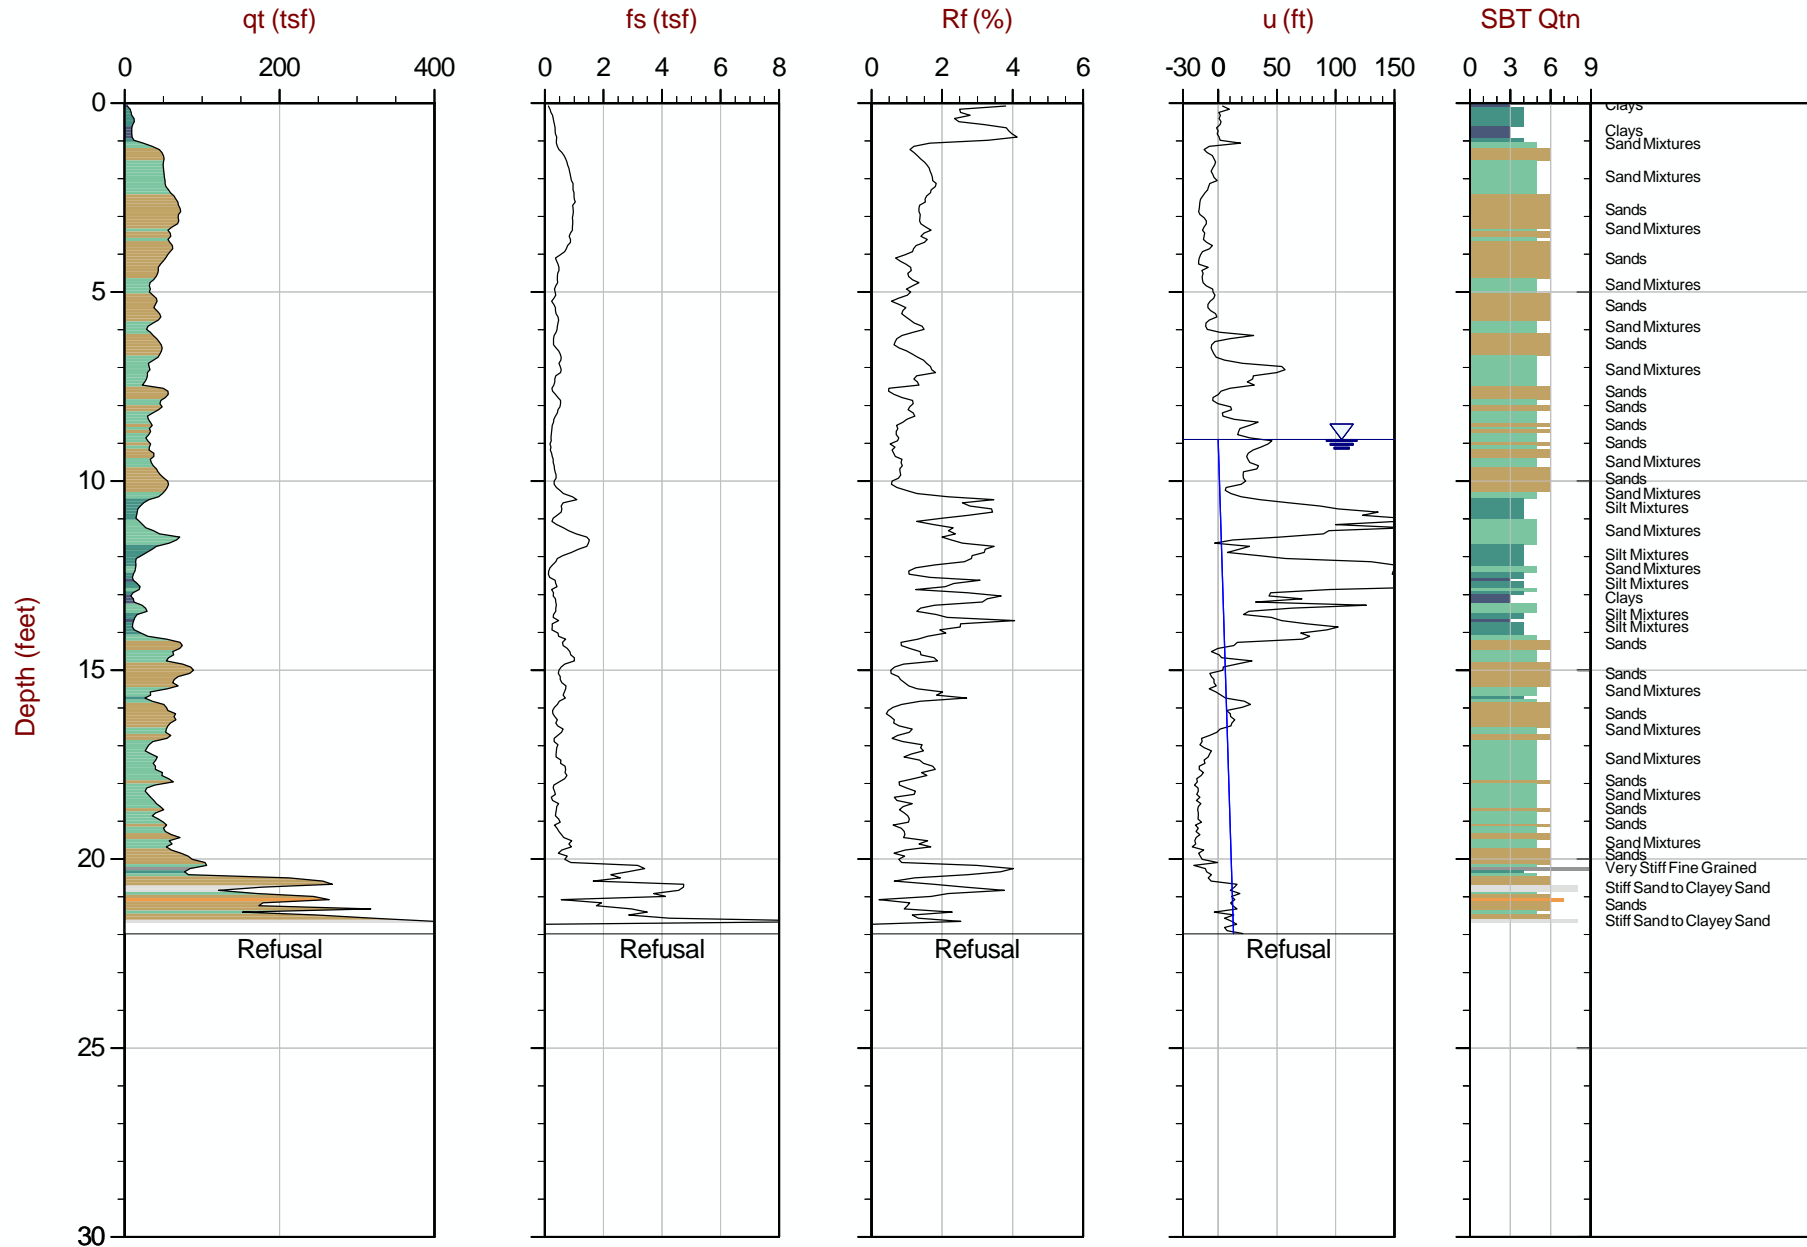 qt (tsf) fs (tsf) Rf (%) u (ft) SBT Qtn
0 200 400 0 2 4 6 8 0 2 4 6 -30 0 50 100 150 0 3 6 9
0
Clays
Clays
Sand Mixtures
Sand Mixtures
Sands
Sand Mixtures
Sands
Sand Mixtures
5
Sands
Sand Mixtures
Sands
Sand Mixtures
Sands
Sands
Sands
Sands
Sand Mixtures
Sands
10
Sand Mixtures
Silt Mixtures
Sand Mixtures
Silt Mixtures
Sand Mixtures
Silt Mixtures
Clays
Silt Mixtures
Silt Mixtures
Sands
15
Sands
Sand Mixtures
Depth (feet)
Sands
Sand Mixtures
Sand Mixtures
Sands
Sand Mixtures
Sands
Sands
Sand Mixtures
Sands
20
Very Stiff Fine Grained
Stiff Sand to Clayey Sand
Sands
Stiff Sand to Clayey Sand
Refusal Refusal Refusal Refusal
25
30